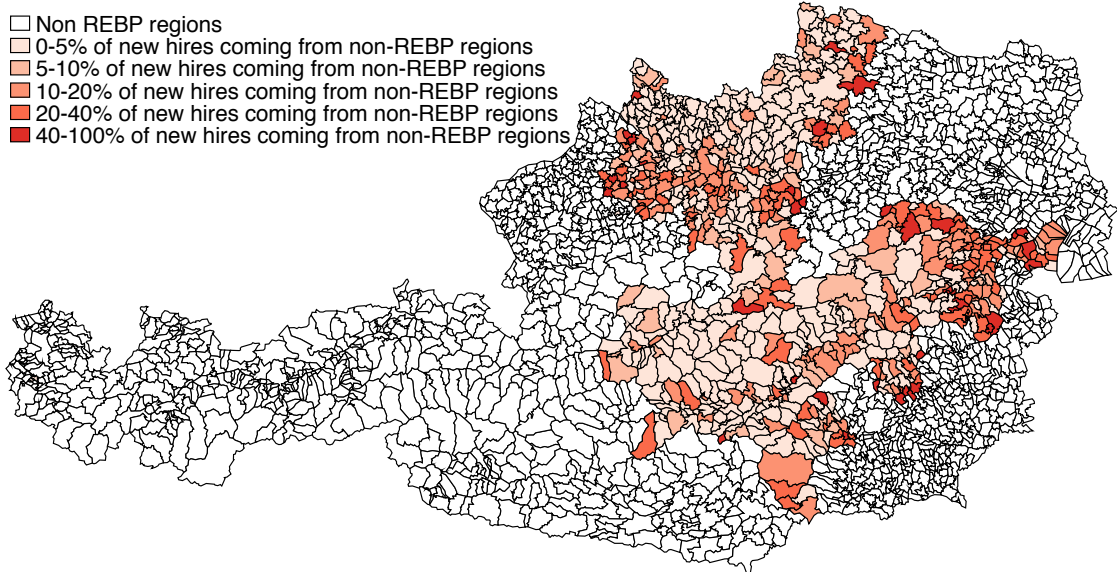 Non REBP regions
0-5% of new hires coming from non-REBP regions
5-10% of new hires coming from non-REBP regions
10-20% of new hires coming from non-REBP regions
20-40% of new hires coming from non-REBP regions
40-100% of new hires coming from non-REBP regions